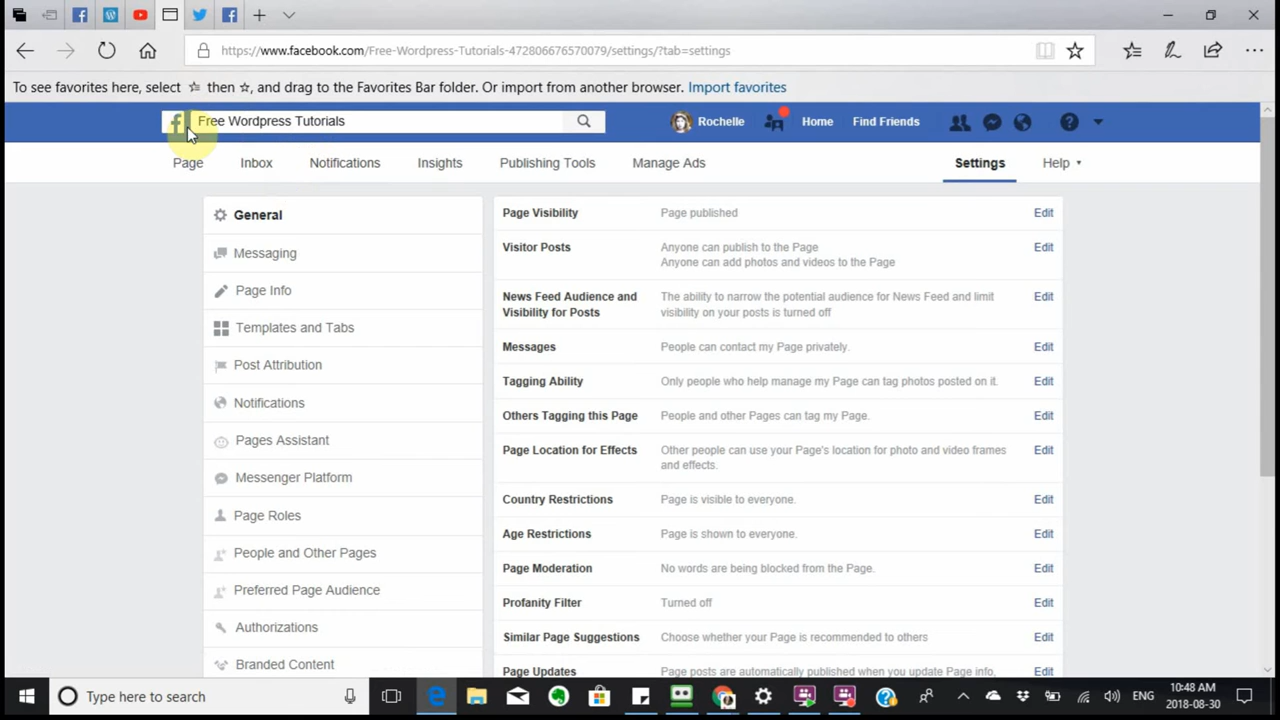 https://www.facebook.com/Free-Wordpress-Tutorials-472806676570079/settings/?tab=settings
To see favorites here, select ☆ then ☆, and drag to the Favorites Bar folder. Or import from another browser. Import favorites
Free Wordpress Tutorials
Rochelle
Home
Find Friends
Page
Inbox
Notifications
Insights
Publishing Tools
Manage Ads
Settings
Help
General
Messaging
Page Info
Templates and Tabs
Post Attribution
Notifications
Pages Assistant
Messenger Platform
Page Roles
People and Other Pages
Preferred Page Audience
Authorizations
Branded Content
Page Visibility Page published Edit
Visitor Posts Anyone can publish to the Page Edit
Anyone can add photos and videos to the Page
News Feed Audience and The ability to narrow the potential audience for News Feed and limit Edit
Visibility for Posts visibility on your posts is turned off
Messages People can contact my Page privately. Edit
Tagging Ability Only people who help manage my Page can tag photos posted on it. Edit
Others Tagging this Page People and other Pages can tag my Page. Edit
Page Location for Effects Other people can use your Page's location for photo and video frames Edit
and effects.
Country Restrictions Page is visible to everyone. Edit
Age Restrictions Page is shown to everyone. Edit
Page Moderation No words are being blocked from the Page. Edit
Profanity Filter Turned off Edit
Similar Page Suggestions Choose whether your Page is recommended to others Edit
Page Updates Page posts are automatically published when you update Page info, Edit
Type here to search
ENG
10:48 AM
2018-08-30